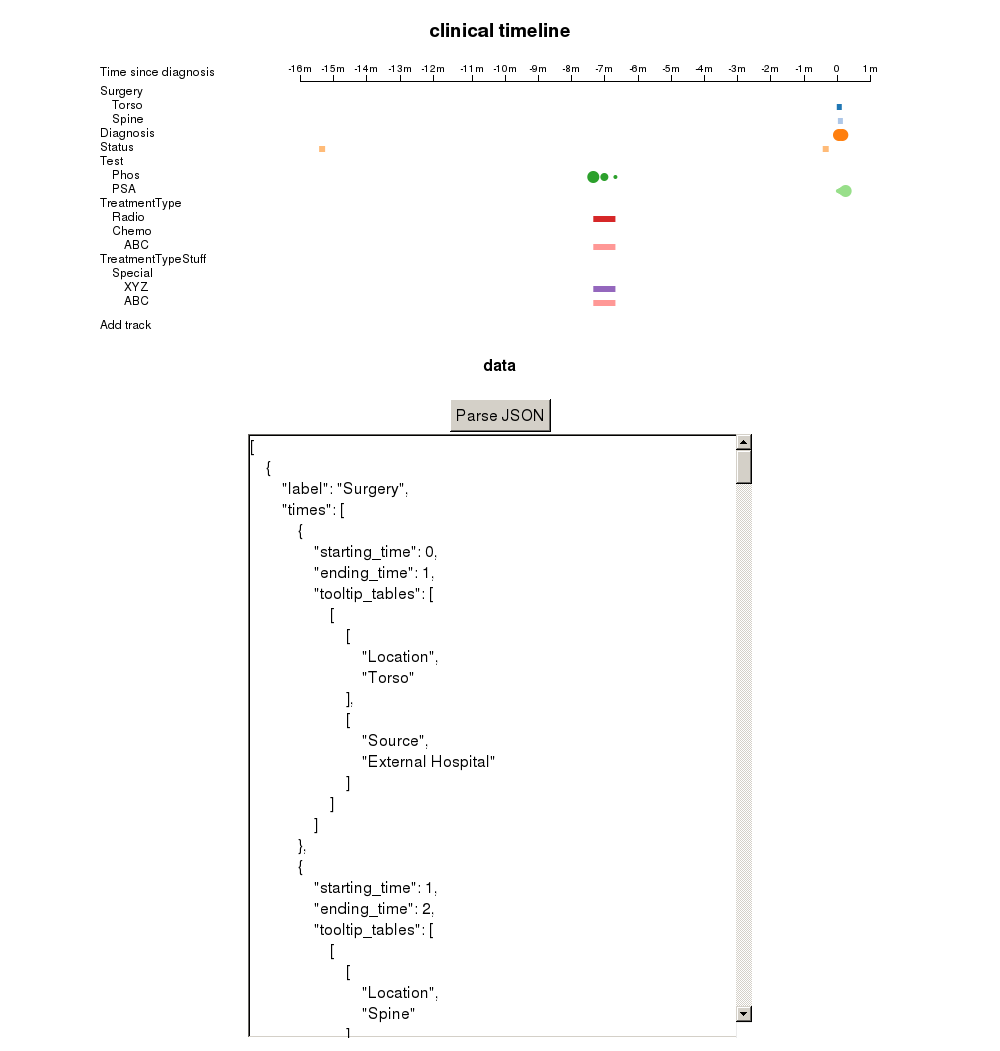 clinical timeline
Time since diagnosis
-16m -15m -14m -13m -12m -11m -10m -9m -8m -7m -6m -5m -4m -3m -2m -1m 0 1m
Surgery
Torso
Spine
Diagnosis
Status
Test
Phos
PSA
TreatmentType
Radio
Chemo
ABC
TreatmentTypeStuff
Special
XYZ
ABC
Add track
data
Parse JSON
[
{
"label": "Surgery",
"times": [
{
"starting_time": 0,
"ending_time": 1,
"tooltip_tables": [
[
[
"Location",
"Torso"
],
[
"Source",
"External Hospital"
]
]
]
},
{
"starting_time": 1,
"ending_time": 2,
"tooltip_tables": [
[
[
"Location",
"Spine"
]